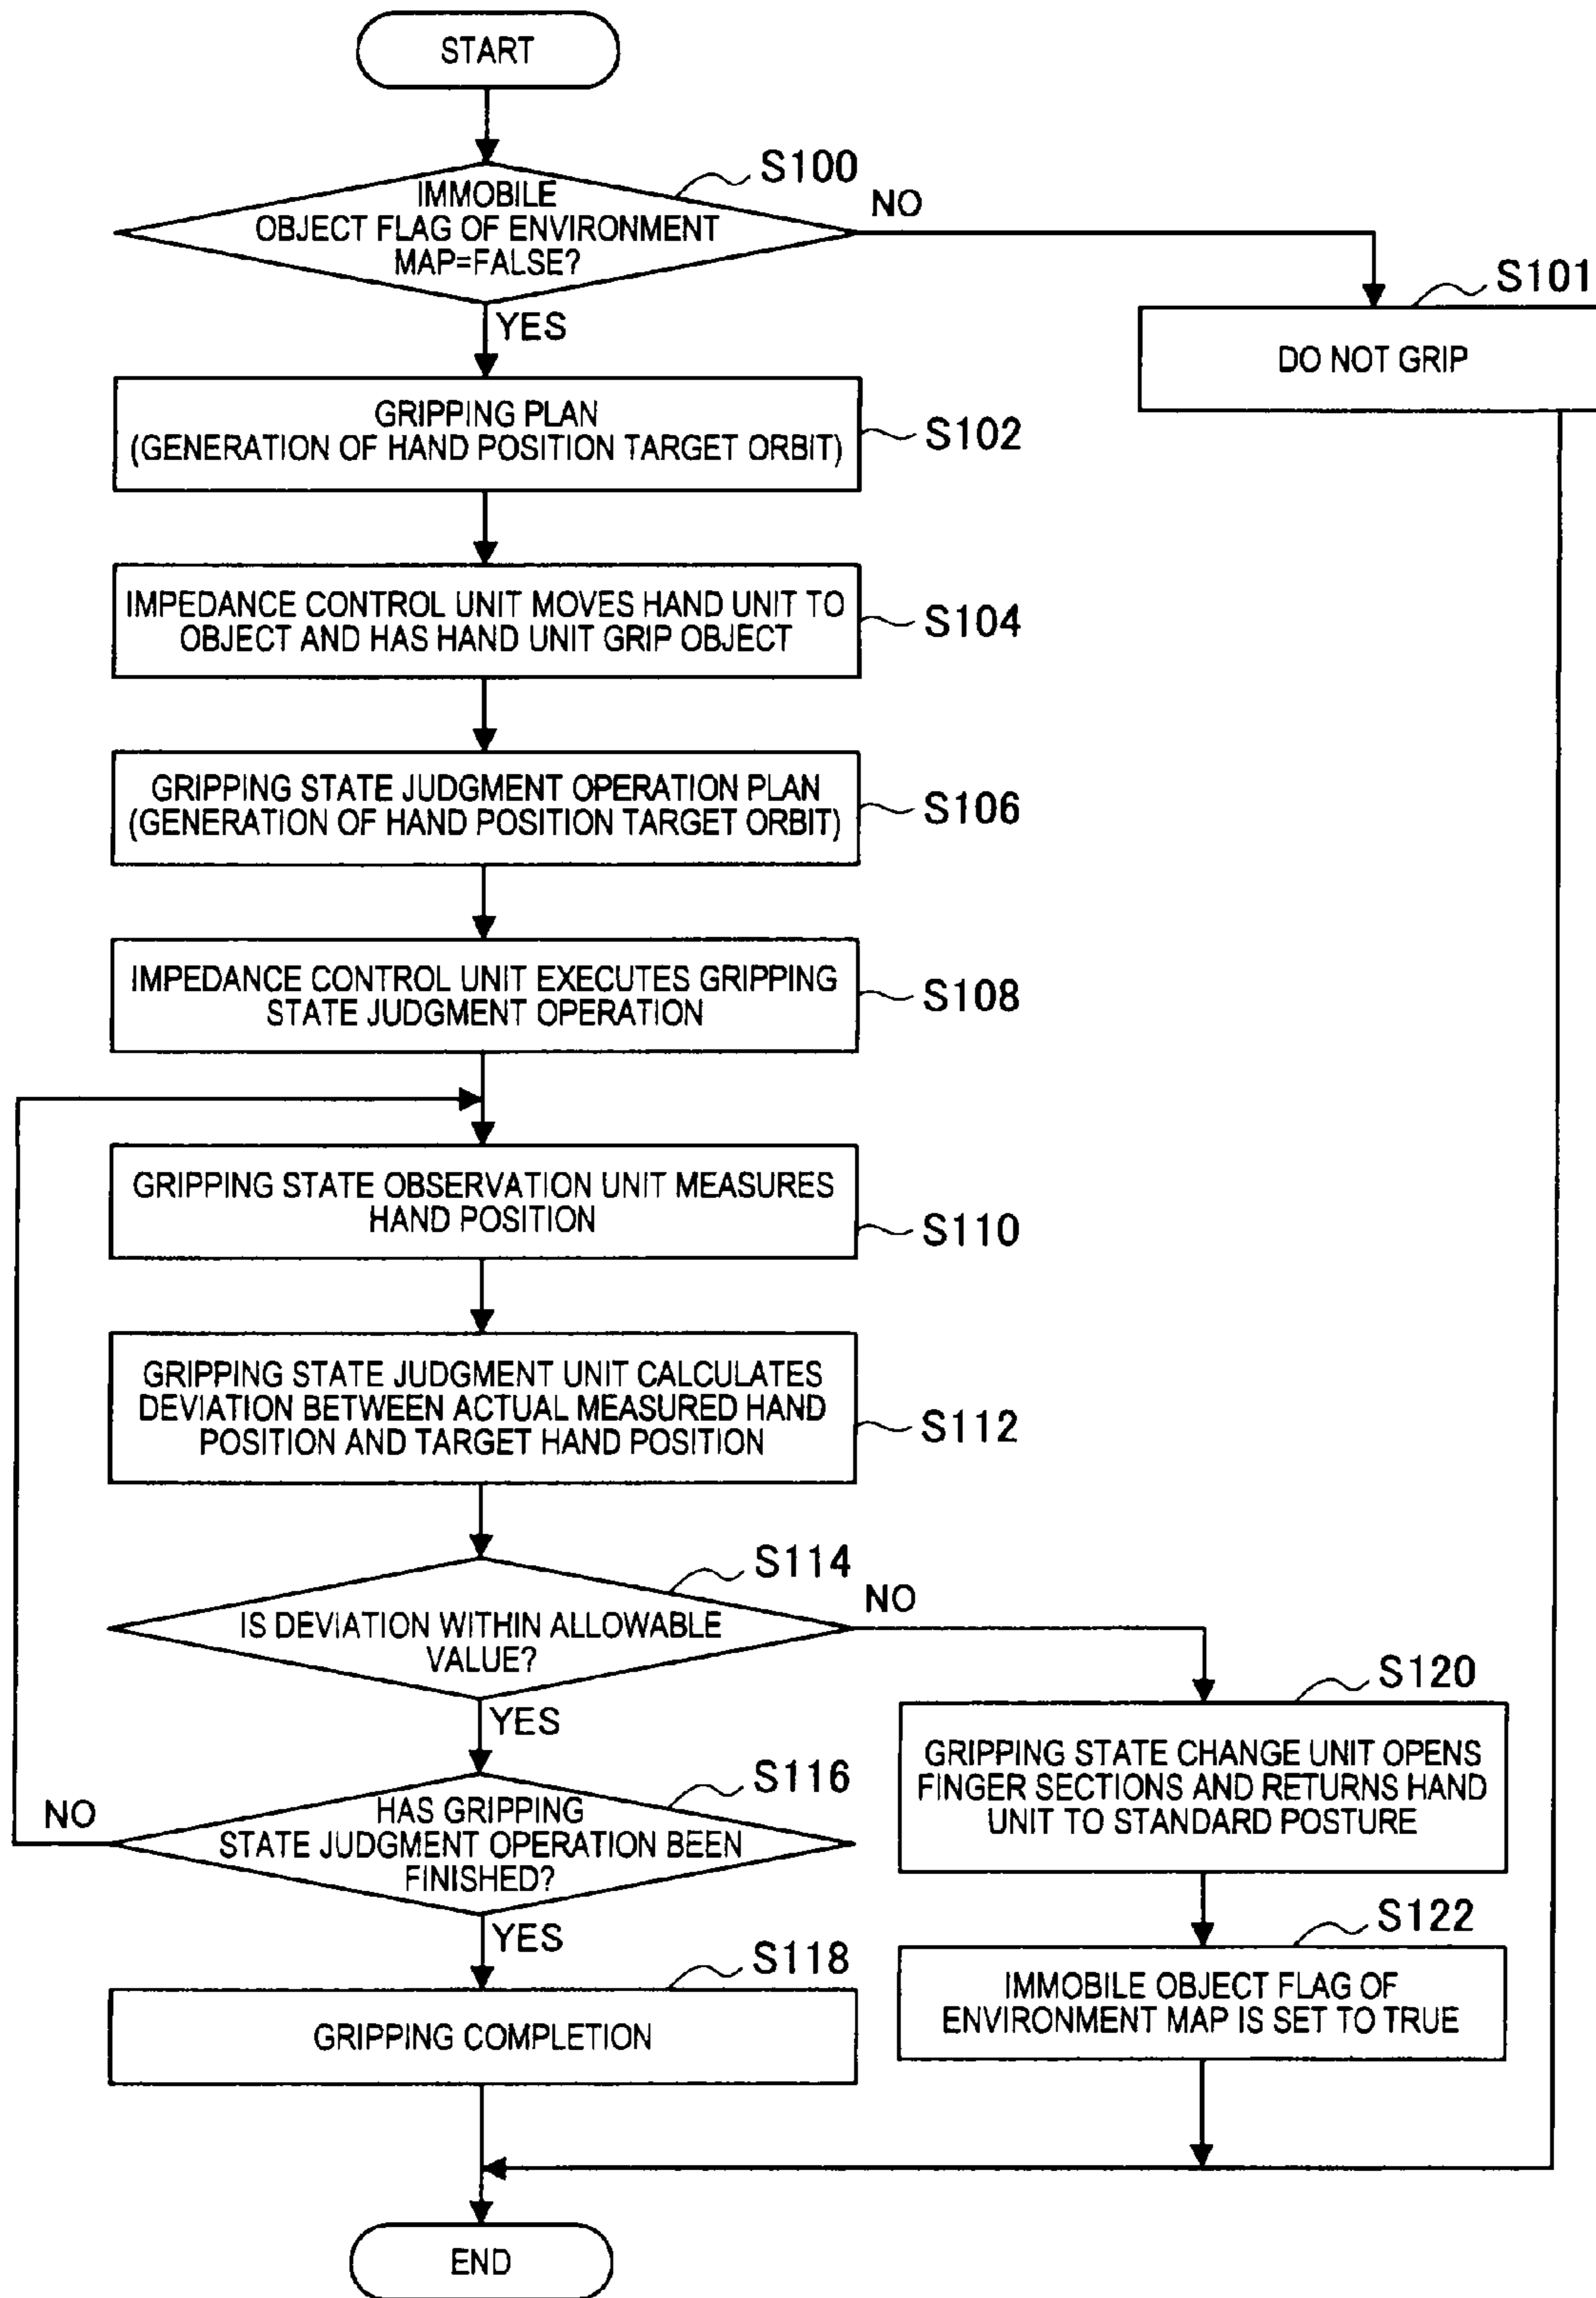 START
S100
IMMOBILE
OBJECT FLAG OF ENVIRONMENT
MAP=FALSE?
NO
YES
S101
DO NOT GRIP
GRIPPING PLAN
(GENERATION OF HAND POSITION TARGET ORBIT)
S102
IMPEDANCE CONTROL UNIT MOVES HAND UNIT TO
OBJECT AND HAS HAND UNIT GRIP OBJECT
S104
GRIPPING STATE JUDGMENT OPERATION PLAN
(GENERATION OF HAND POSITION TARGET ORBIT)
S106
IMPEDANCE CONTROL UNIT EXECUTES GRIPPING
STATE JUDGMENT OPERATION
S108
GRIPPING STATE OBSERVATION UNIT MEASURES
HAND POSITION
S110
GRIPPING STATE JUDGMENT UNIT CALCULATES
DEVIATION BETWEEN ACTUAL MEASURED HAND
POSITION AND TARGET HAND POSITION
S112
S114
IS DEVIATION WITHIN ALLOWABLE
VALUE?
NO
YES
S120
GRIPPING STATE CHANGE UNIT OPENS
FINGER SECTIONS AND RETURNS HAND
UNIT TO STANDARD POSTURE
S116
HAS GRIPPING
STATE JUDGMENT OPERATION BEEN
FINISHED?
NO
YES
S122
IMMOBILE OBJECT FLAG OF
ENVIRONMENT MAP IS SET TO TRUE
S118
GRIPPING COMPLETION
END